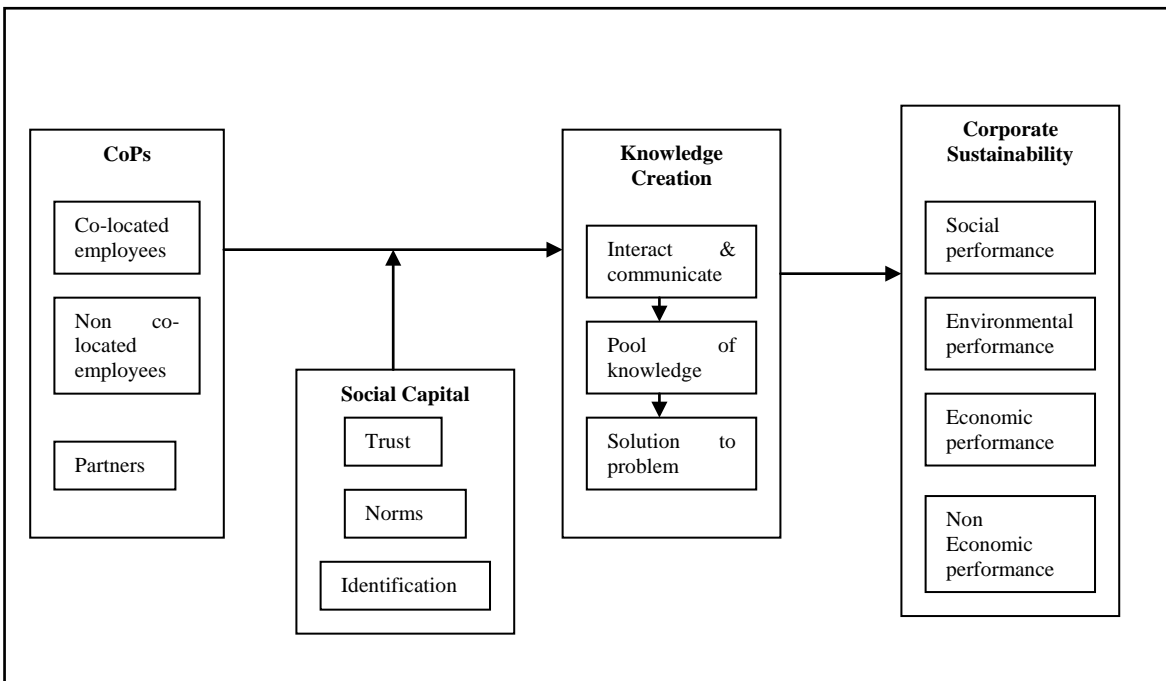 CoPs
Co-located
employees
Non co-
located
employees
Partners
Social Capital
Trust
Norms
Identification
Knowledge
Creation
Interact &
communicate
Pool of
knowledge
Solution to
problem
Corporate
Sustainability
Social
performance
Environmental
performance
Economic
performance
Non
Economic
performance